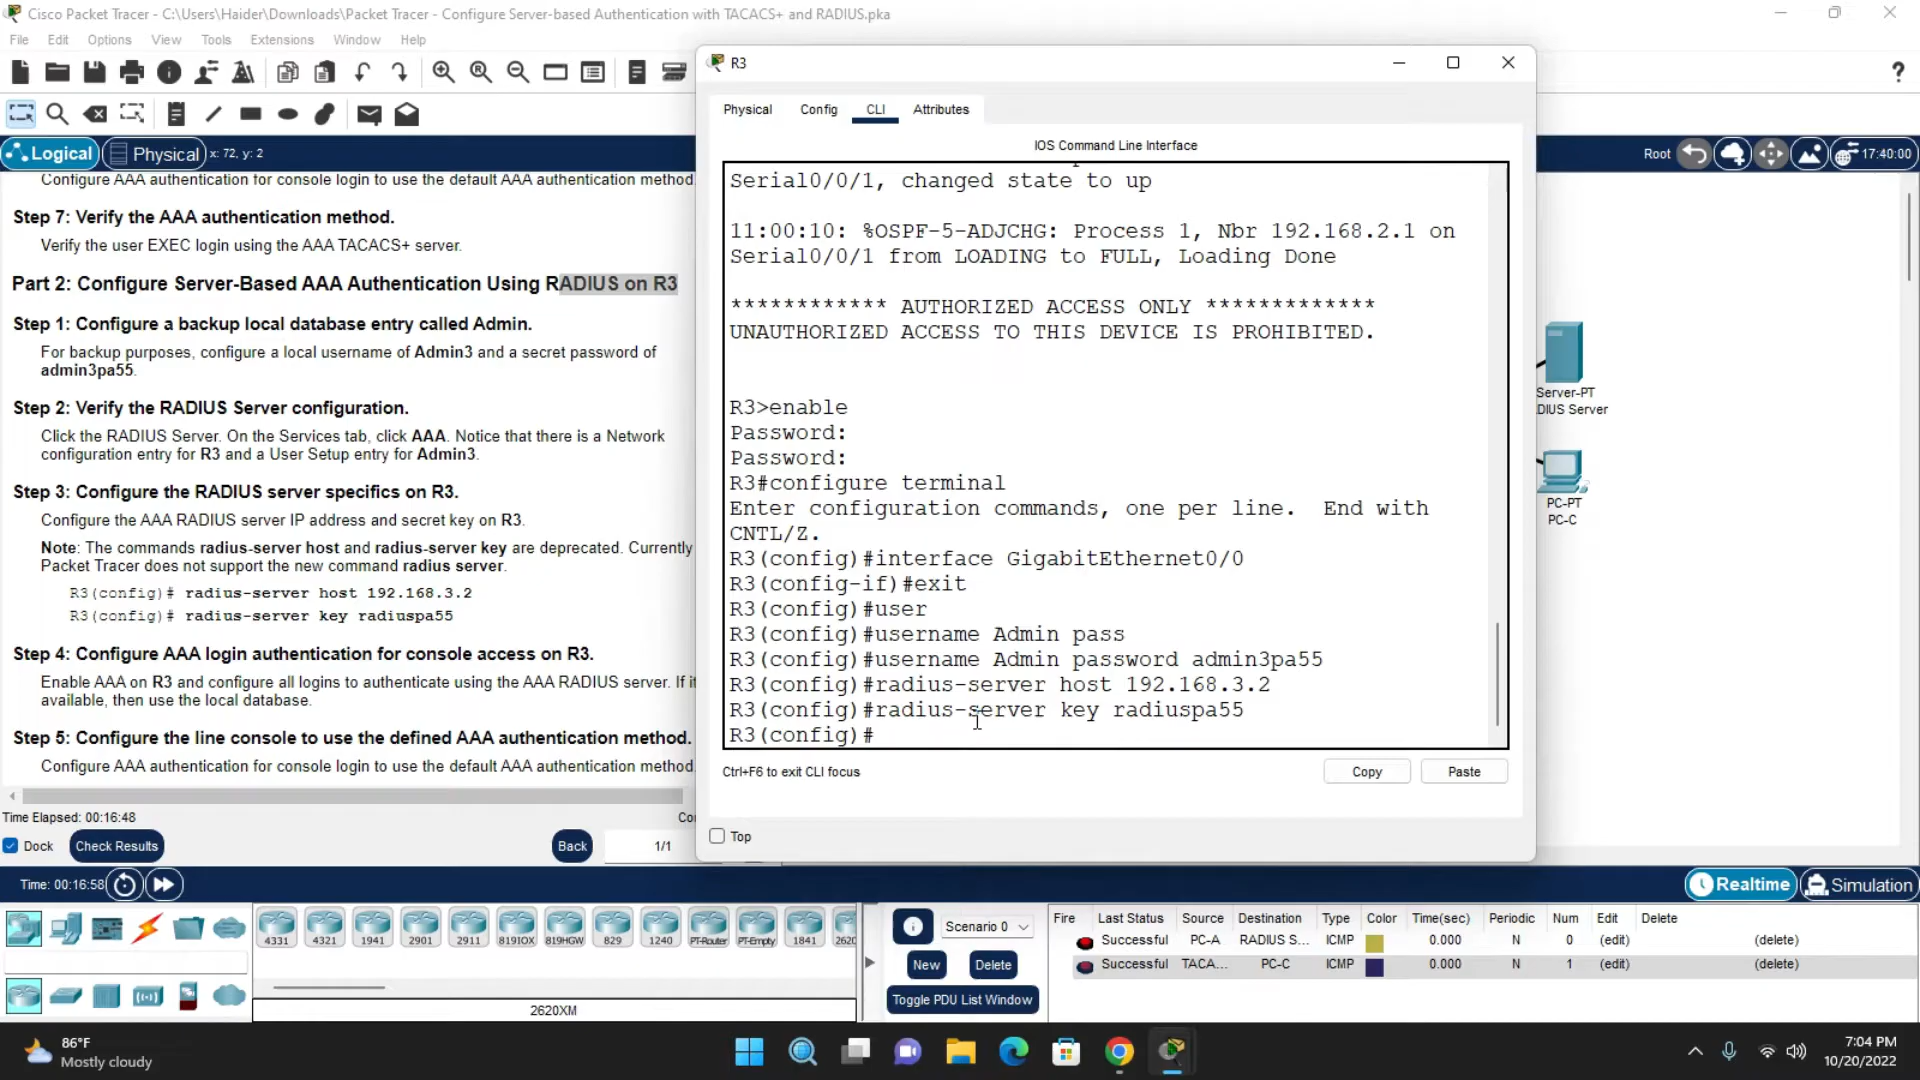 Cisco Packet Tracer - C:\Users\Haider\Downloads\Packet Tracer - Configure Server-based Authentication with TACACS+ and RADIUS.pka
File Edit Options View Tools Extensions Window Help
Logical Physical x: 72, y: 2
Root 17:40:00
Configure AAA authentication for console login to use the default AAA authentication method
Step 7: Verify the AAA authentication method.
Verify the user EXEC login using the AAA TACACS+ server.
Part 2: Configure Server-Based AAA Authentication Using RADIUS on R3
Step 1: Configure a backup local database entry called Admin.
For backup purposes, configure a local username of Admin3 and a secret password of
admin3pa55.
Step 2: Verify the RADIUS Server configuration.
Click the RADIUS Server. On the Services tab, click AAA. Notice that there is a Network
configuration entry for R3 and a User Setup entry for Admin3.
Step 3: Configure the RADIUS server specifics on R3.
Configure the AAA RADIUS server IP address and secret key on R3.
Note: The commands radius-server host and radius-server key are deprecated. Currently
Packet Tracer does not support the new command radius server.
R3(config)# radius-server host 192.168.3.2
R3(config)# radius-server key radiuspa55
Step 4: Configure AAA login authentication for console access on R3.
Enable AAA on R3 and configure all logins to authenticate using the AAA RADIUS server. If i
available, then use the local database.
Step 5: Configure the line console to use the defined AAA authentication method.
Configure AAA authentication for console login to use the default AAA authentication method
Time Elapsed: 00:16:48
Dock Check Results Back 1/1
R3
Physical Config CLI Attributes
IOS Command Line Interface
Serial0/0/1, changed state to up
11:00:10: %OSPF-5-ADJCHG: Process 1, Nbr 192.168.2.1 on
Serial0/0/1 from LOADING to FULL, Loading Done
************ AUTHORIZED ACCESS ONLY *************
UNAUTHORIZED ACCESS TO THIS DEVICE IS PROHIBITED.
R3>enable
Password:
Password:
R3#configure terminal
Enter configuration commands, one per line. End with
CNTL/Z.
R3(config)#interface GigabitEthernet0/0
R3(config-if)#exit
R3(config)#user
R3(config)#username Admin pass
R3(config)#username Admin password admin3pa55
R3(config)#radius-server host 192.168.3.2
R3(config)#radius-server key radiuspa55
R3(config)#
Ctrl+F6 to exit CLI focus Copy Paste
Top
Server-PT
DIUS Server
PC-PT
PC-C
Time: 00:16:58
Realtime Simulation
4331 4321 1941 2901 2911 819IOX 819HGW 829 1240 PT-Router PT-Empty 1841 2620
2620XM
Scenario 0
New Delete
Toggle PDU List Window
Fire Last Status Source Destination Type Color Time(sec) Periodic Num Edit Delete
Successful PC-A RADIUS S... ICMP 0.000 N 0 (edit) (delete)
Successful TACA... PC-C ICMP 0.000 N 1 (edit) (delete)
86°F
Mostly cloudy
7:04 PM
10/20/2022